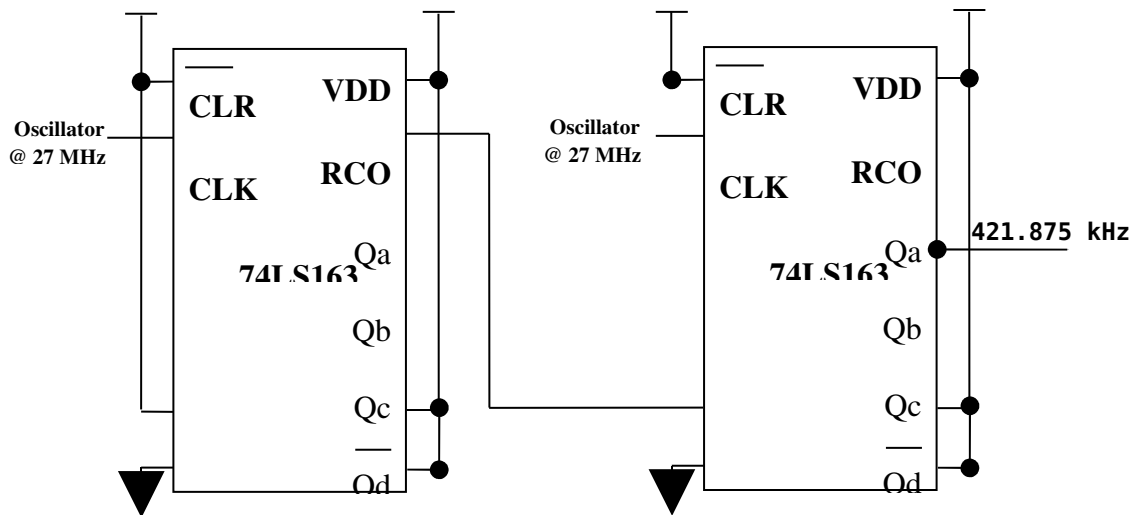 CLR
VDD
Oscillator
@ 27 MHz
CLK
RCO
Qa
74LS163
Qb
Qc
Qd
CLR
VDD
Oscillator
@ 27 MHz
CLK
RCO
Qa
421.875 kHz
74LS163
Qb
Qc
Qd